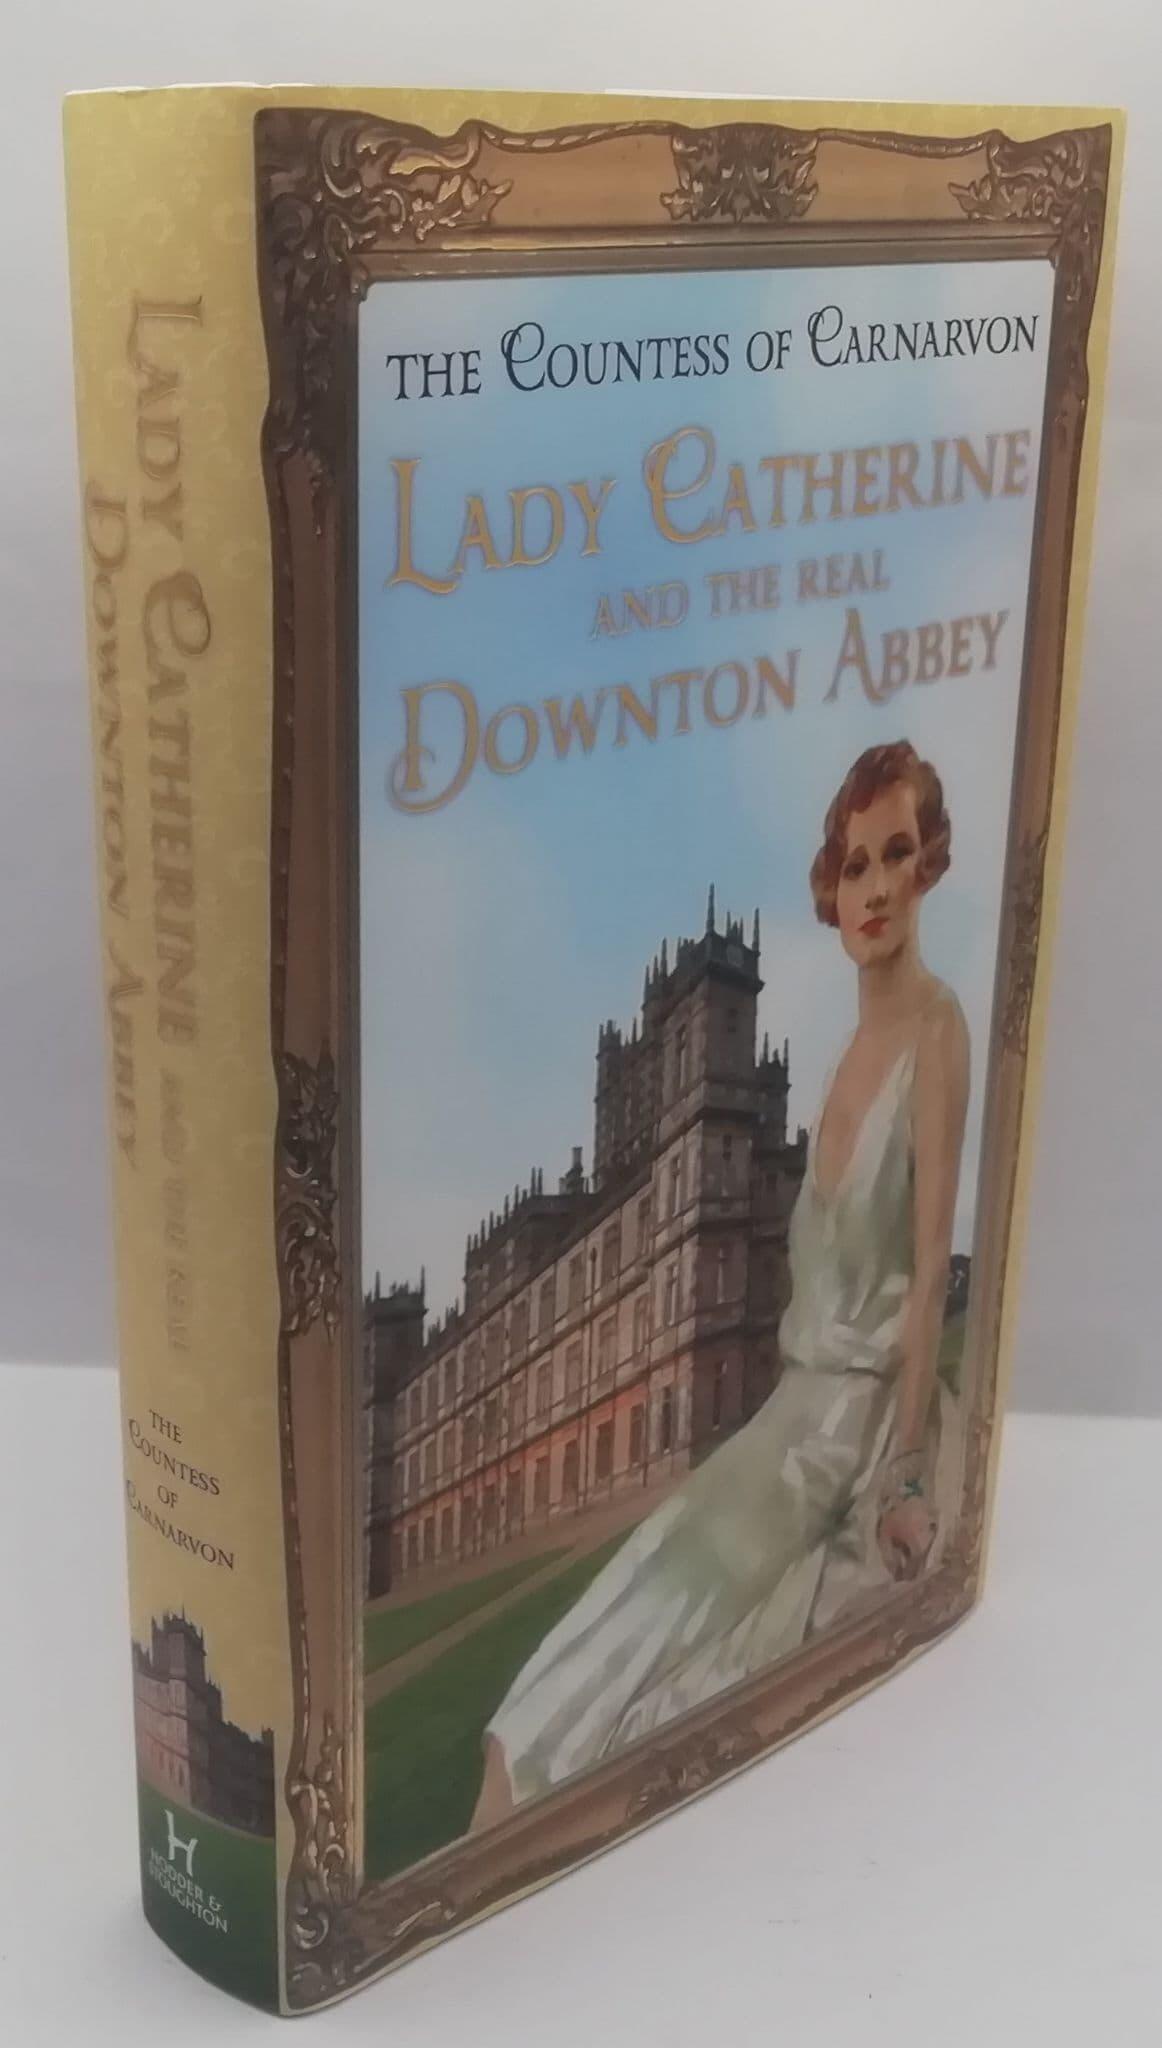 THE COUNTESS OF CARNARVON
LADY CATHERINE
AND THE REAL
DOWNTON ABBEY
LADY CATHERINE AND THE REAL
DOWNTON ABBEY
THE
COUNTESS
OF
CARNARVON
H
HODDER &
STOUGHTON